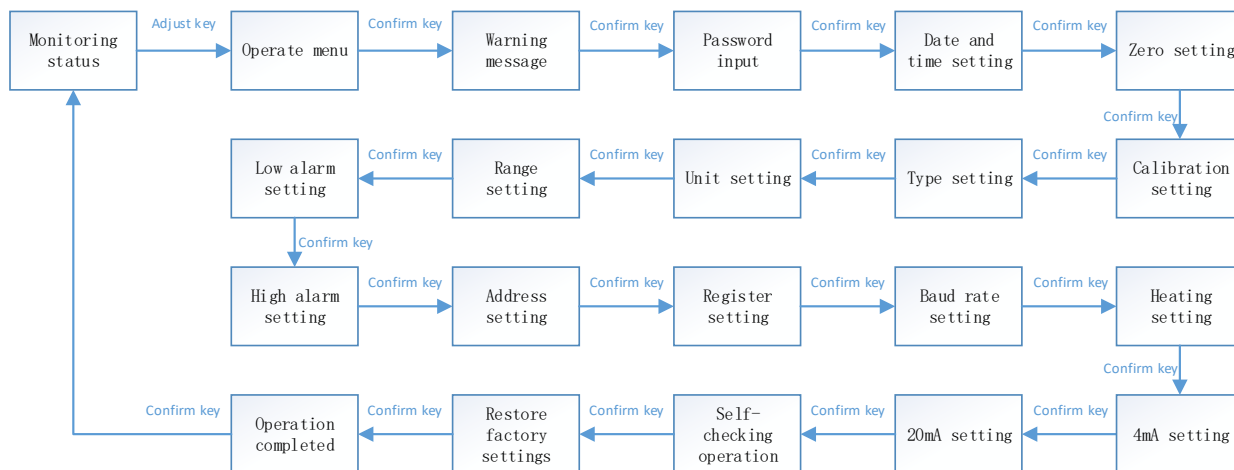 Monitoring
status
Adjust key
Operate menu
Confirm key
Warning
message
Confirm key
Password
input
Confirm key
Date and
time setting
Confirm key
Zero setting
Confirm key
Calibration
setting
Confirm key
Type setting
Confirm key
Unit setting
Confirm key
Range
setting
Confirm key
Low alarm
setting
Confirm key
High alarm
setting
Confirm key
Address
setting
Confirm key
Register
setting
Confirm key
Baud rate
setting
Confirm key
Heating
setting
Confirm key
4mA setting
Confirm key
20mA setting
Confirm key
Self-
checking
operation
Confirm key
Restore
factory
settings
Confirm key
Operation
completed
Confirm key